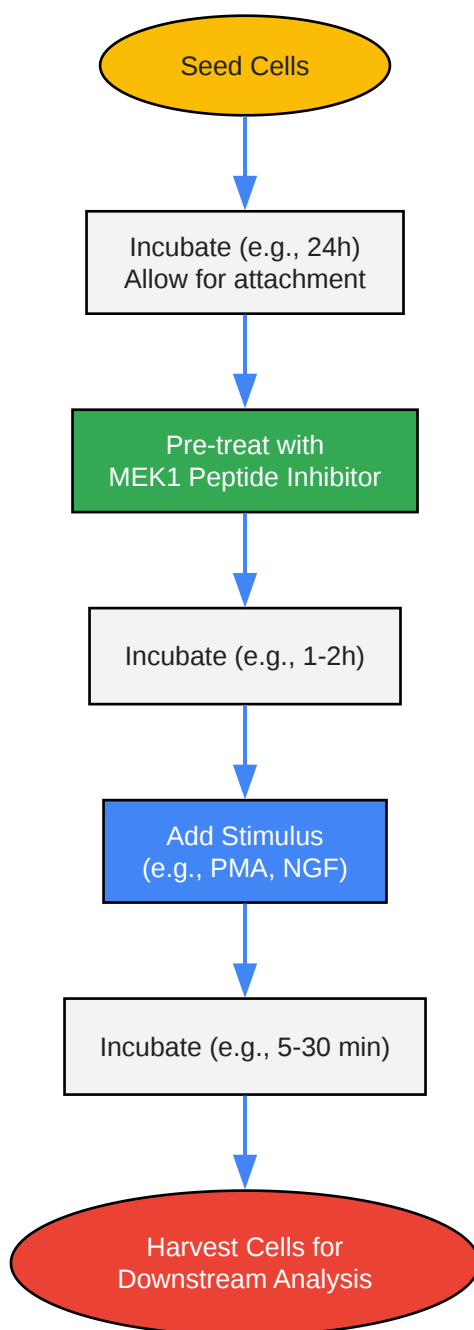 Seed Cells
Incubate (e.g., 24h)
Allow for attachment
Pre-treat with
MEK1 Peptide Inhibitor
Incubate (e.g., 1-2h)
Add Stimulus
(e.g., PMA, NGF)
Incubate (e.g., 5-30 min)
Harvest Cells for
Downstream Analysis